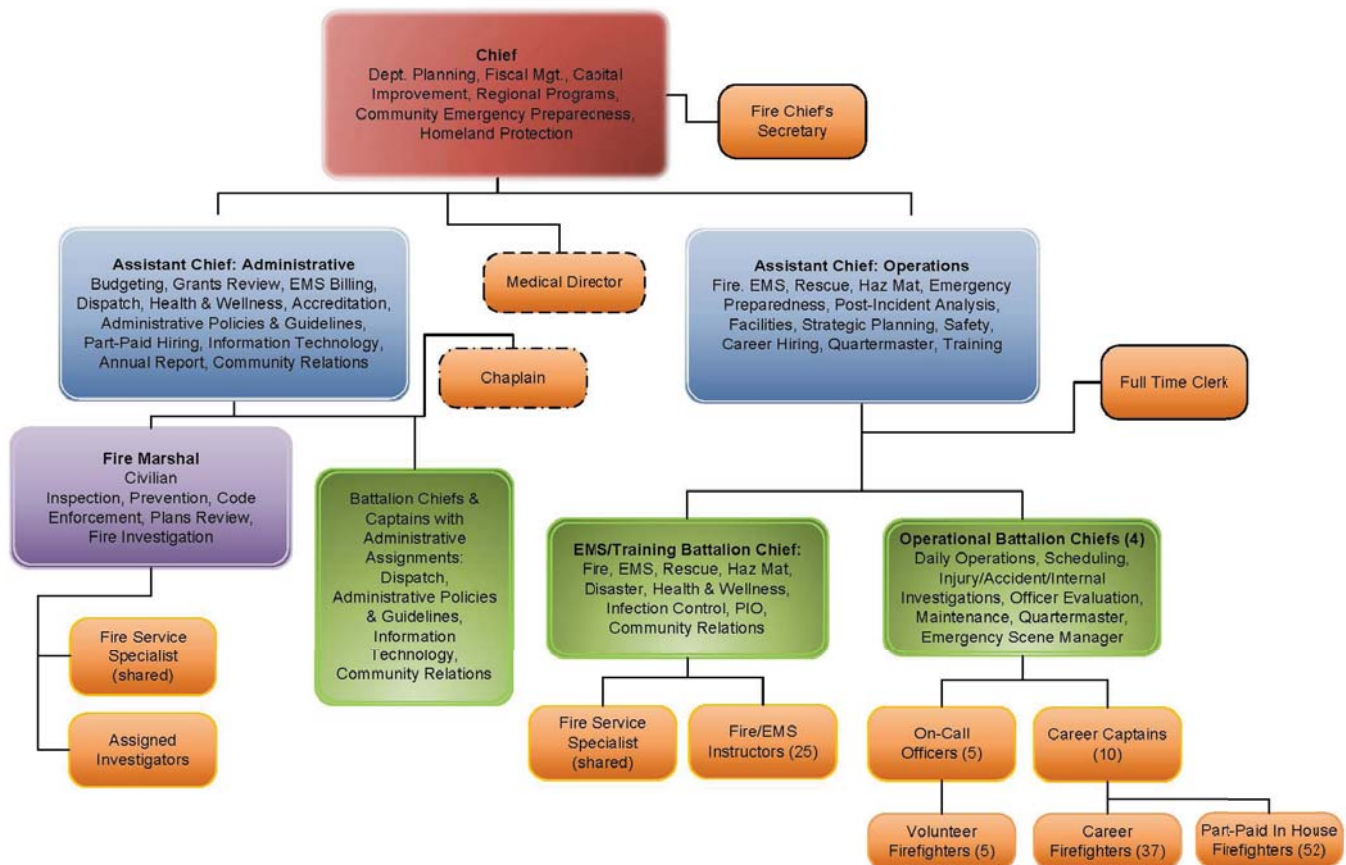 Chief
Dept. Planning, Fiscal Mgt., Capital
Improvement, Regional Programs,
Community Emergency Preparecness,
Homeland Protection
Fire Chief's
Secretary
Assistant Chief: Administrative
Budgeting, Grants Review, EMS Billing,
Dispatch, Health & Wellness, Accreditation,
Administrative Policies & Guidelines,
Part-Paid Hiring, Information Technology,
Annual Report, Community Relations
Medical Director
Assistant Chief: Operations
Fire. EMS, Rescue, Haz Mat, Emergency
Preparedness, Post-Incident Analysis,
Facilities, Strategic Planning, Safety,
Career Hiring, Quartermaster, Training
Chaplain
Full Time Clerk
Fire Marshal
Civilian
Inspection, Prevention, Code
Enforcement, Plans Review,
Fire Investigation
Battalion Chiefs &
Captains with
Administrative
Assignments:
Dispatch,
Administrative Policies
& Guidelines,
Information
Technology,
Community Relations
EMS/Training Battalion Chief:
Fire, EMS, Rescue, Haz Mat,
Disaster, Health & Wellness,
Infection Control, PIO,
Community Relations
Operational Battalion Chiefs (4)
Daily Operations, Scheduling,
Injury/Accident/Internal
Investigations, Officer Evaluation,
Maintenance, Quartermaster,
Emergency Scene Manager
Fire Service
Specialist
(shared)
Assigned
Investigators
Fire Service
Specialist
(shared)
Fire/EMS
Instructors (25)
On-Call
Officers (5)
Career Captains
(10)
Volunteer
Firefighters (5)
Career
Firefighters (37)
Part-Paid In House
Firefighters (52)